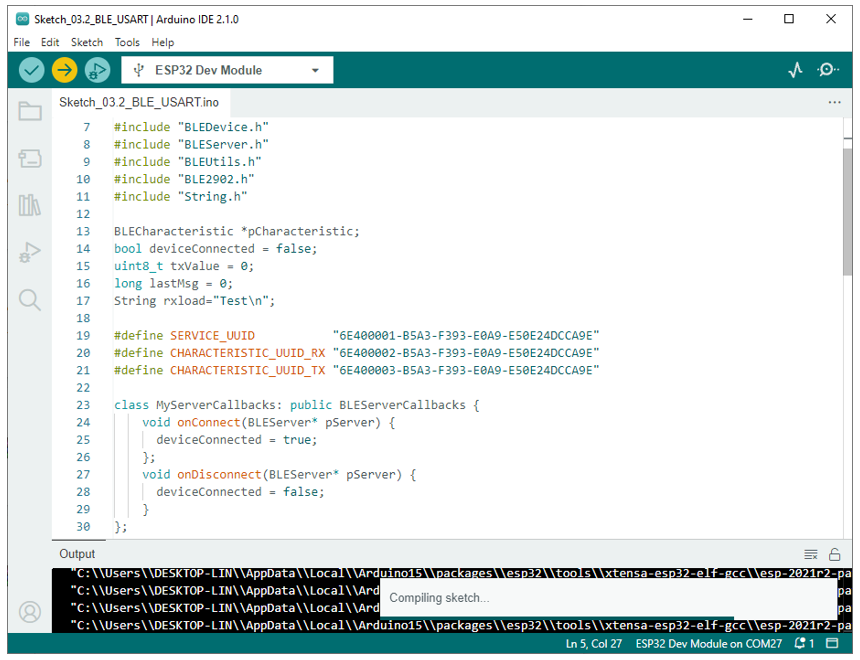 Sketch_03.2_BLE_USART | Arduino IDE 2.1.0
File Edit Sketch Tools Help
ESP32 Dev Module
Sketch_03.2_BLE_USART.ino
7 #include "BLEDevice.h"
8 #include "BLEServer.h"
9 #include "BLEUtils.h"
10 #include "BLE2902.h"
11 #include "String.h"
12
13 BLECharacteristic *pCharacteristic;
14 bool deviceConnected = false;
15 uint8_t txValue = 0;
16 long lastMsg = 0;
17 String rxload="Test\n";
18
19 #define SERVICE_UUID "6E400001-B5A3-F393-E0A9-E50E24DCCA9E"
20 #define CHARACTERISTIC_UUID_RX "6E400002-B5A3-F393-E0A9-E50E24DCCA9E"
21 #define CHARACTERISTIC_UUID_TX "6E400003-B5A3-F393-E0A9-E50E24DCCA9E"
22
23 class MyServerCallbacks: public BLEServerCallbacks {
24 void onConnect(BLEServer* pServer) {
25 deviceConnected = true;
26 };
27 void onDisconnect(BLEServer* pServer) {
28 deviceConnected = false;
29 }
30 };
Output
"C:\\Users\\DESKTOP-LIN\\AppData\\Local\\Arduino15\\packages\\esp32\\tools\\xtensa-esp32-elf-gcc\\esp-2021r2-pa
"C:\\Users\\DESKTOP-LIN\\AppData\\Local\\Ard
Compiling sketch...
"C:\\Users\\DESKTOP-LIN\\AppData\\Local\\Ard
"C:\\Users\\DESKTOP-LIN\\AppData\\Local\\Arduino15\\packages\\esp32\\tools\\xtensa-esp32-elf-gcc\\esp-2021r2-pa
Ln 5, Col 27 ESP32 Dev Module on COM27 1